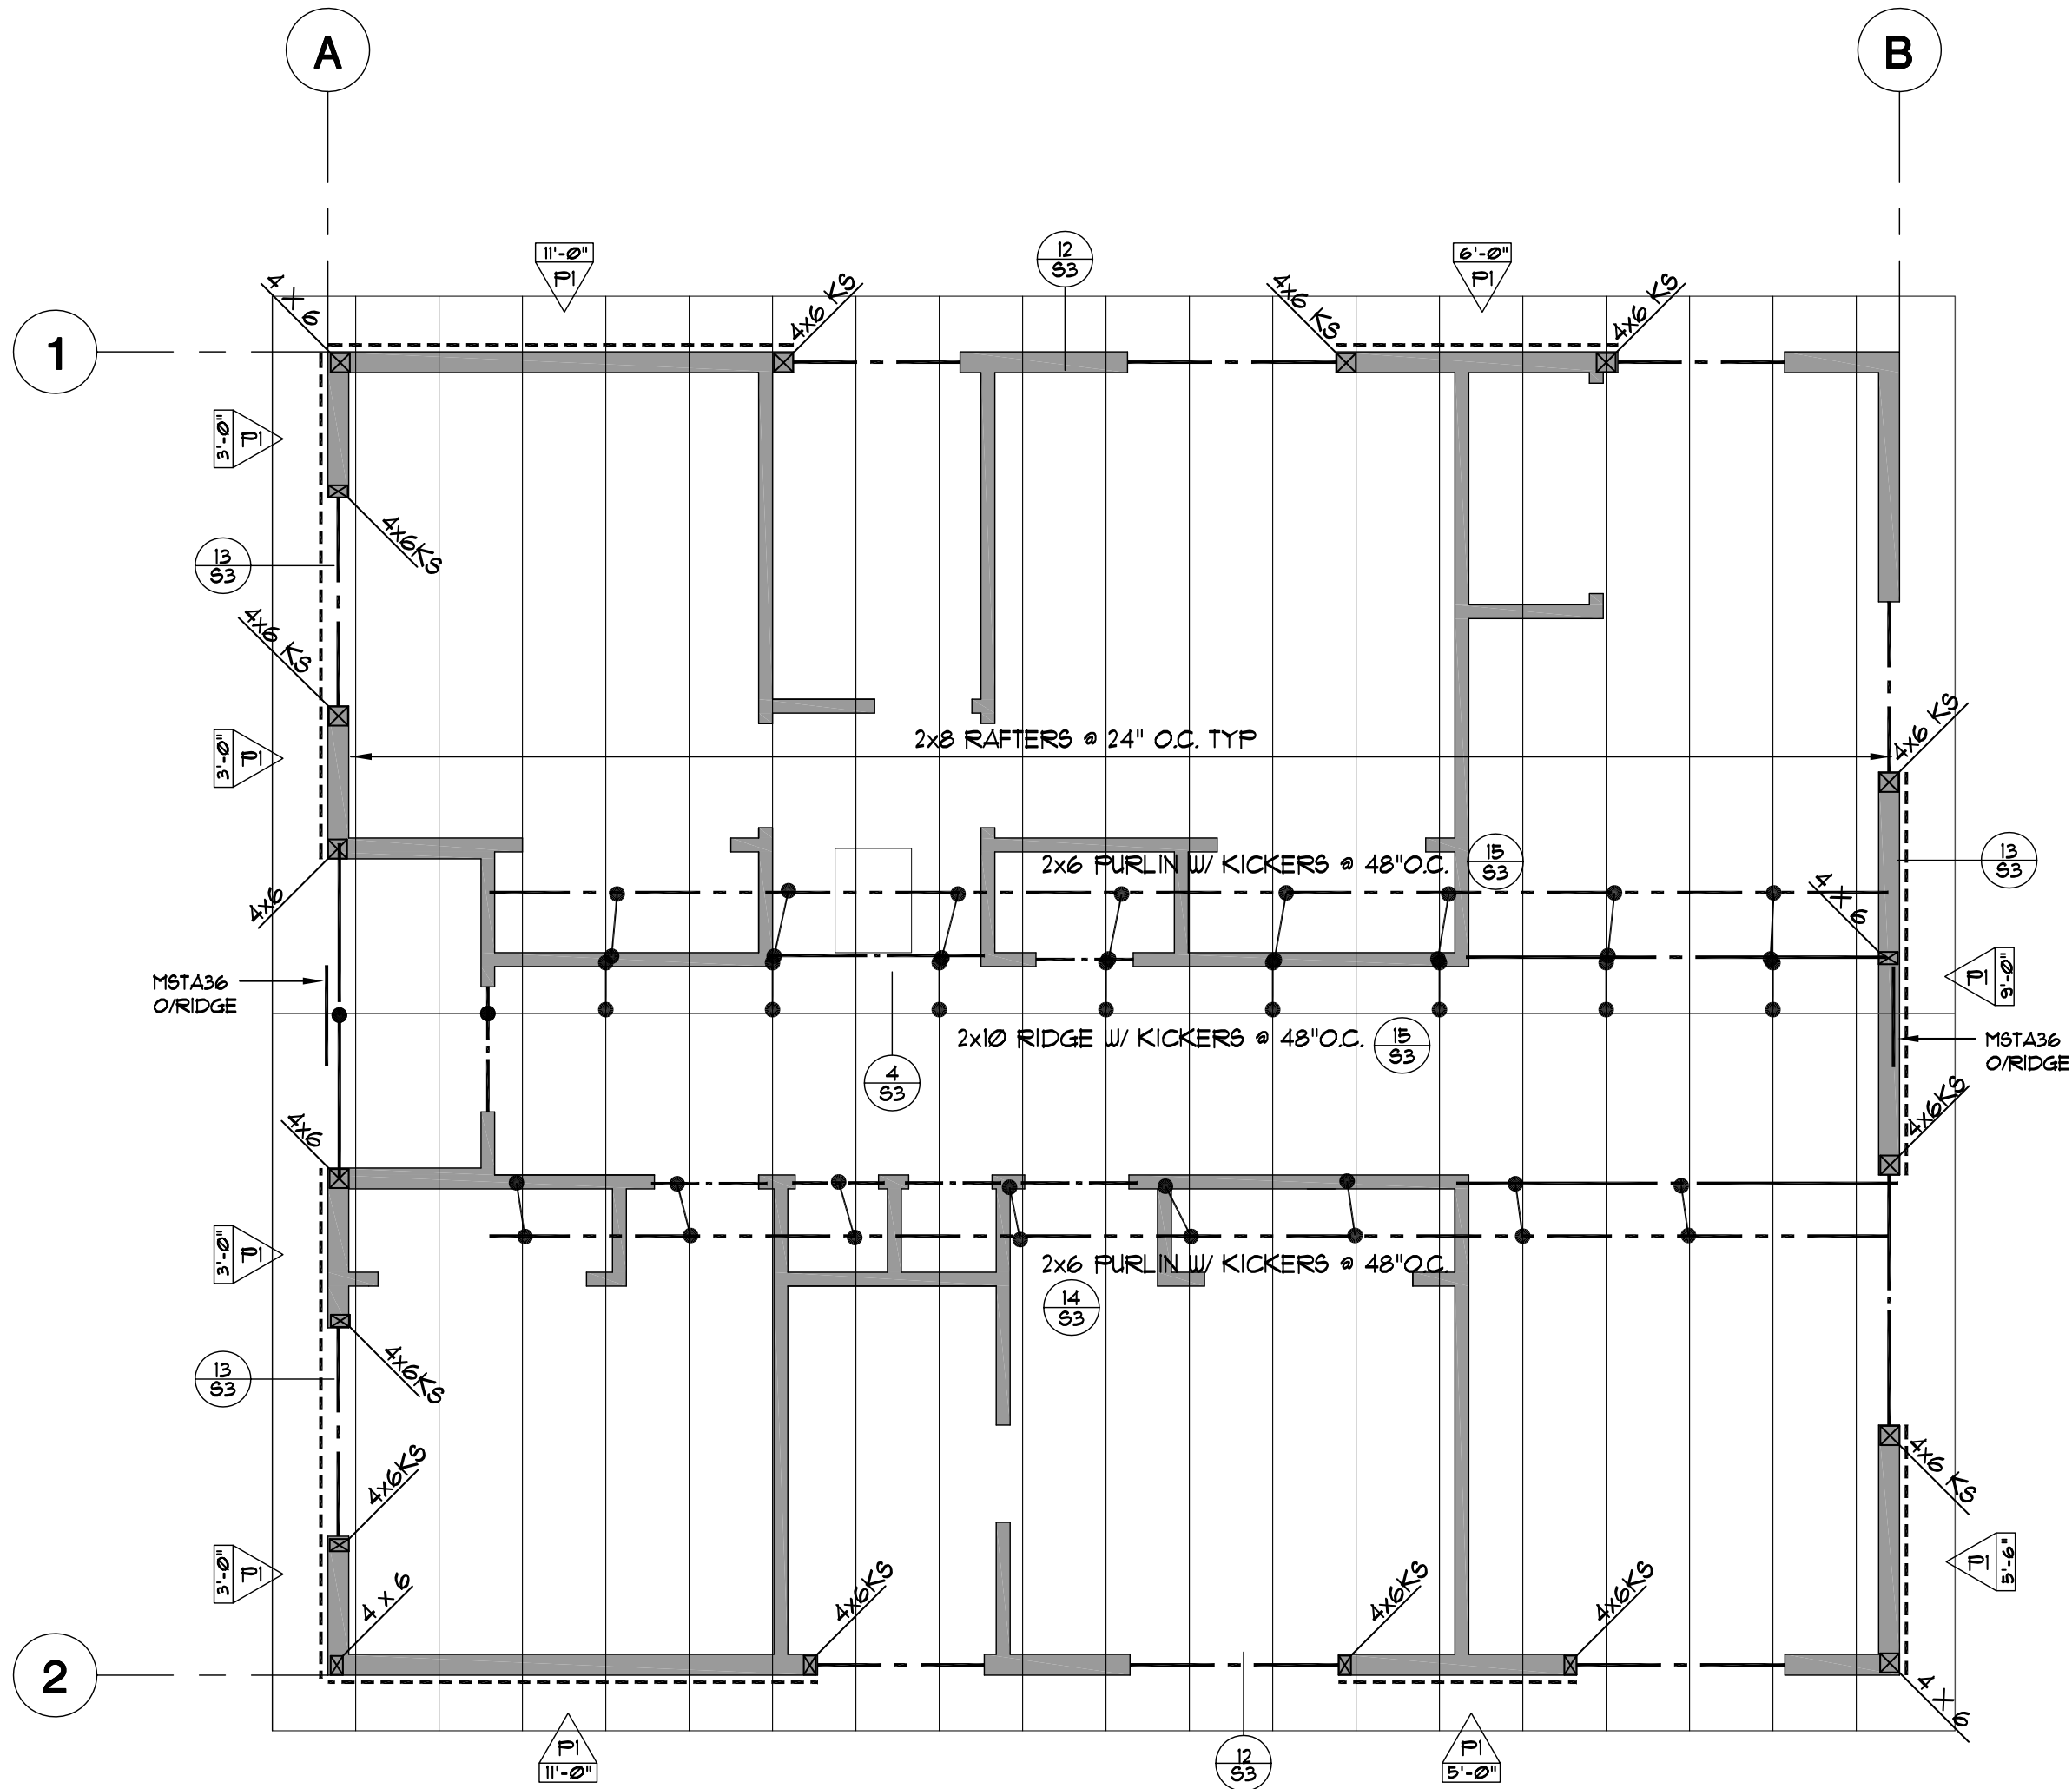 A
B
11'-0"
P1
12
S3
6'-0"
P1
4 X 6
4x6 KS
4x6 KS
4x6 KS
1
3'-0"
P1
4x6KS
13
S3
4x6 KS
3'-0"
P1
2x8 RAFTERS @ 24" O.C. TYP
4x6 KS
2x6 PURLIN W/ KICKERS @ 48"O.C.
15
S3
13
S3
4x6
4 X 6
MSTA36
O/RIDGE
P1
9'-0"
2x10 RIDGE W/ KICKERS @ 48"O.C.
15
S3
MSTA36
O/RIDGE
4
S3
4x6
4x6KS
3'-0"
P1
2x6 PURLIN W/ KICKERS @ 48"O.C.
14
S3
13
S3
4x6KS
4x6KS
4x6 KS
3'-0"
P1
4 x 6
4x6KS
4x6KS
4x6KS
P1
5'-6"
2
4 X 6
P1
11'-0"
12
S3
P1
5'-0"